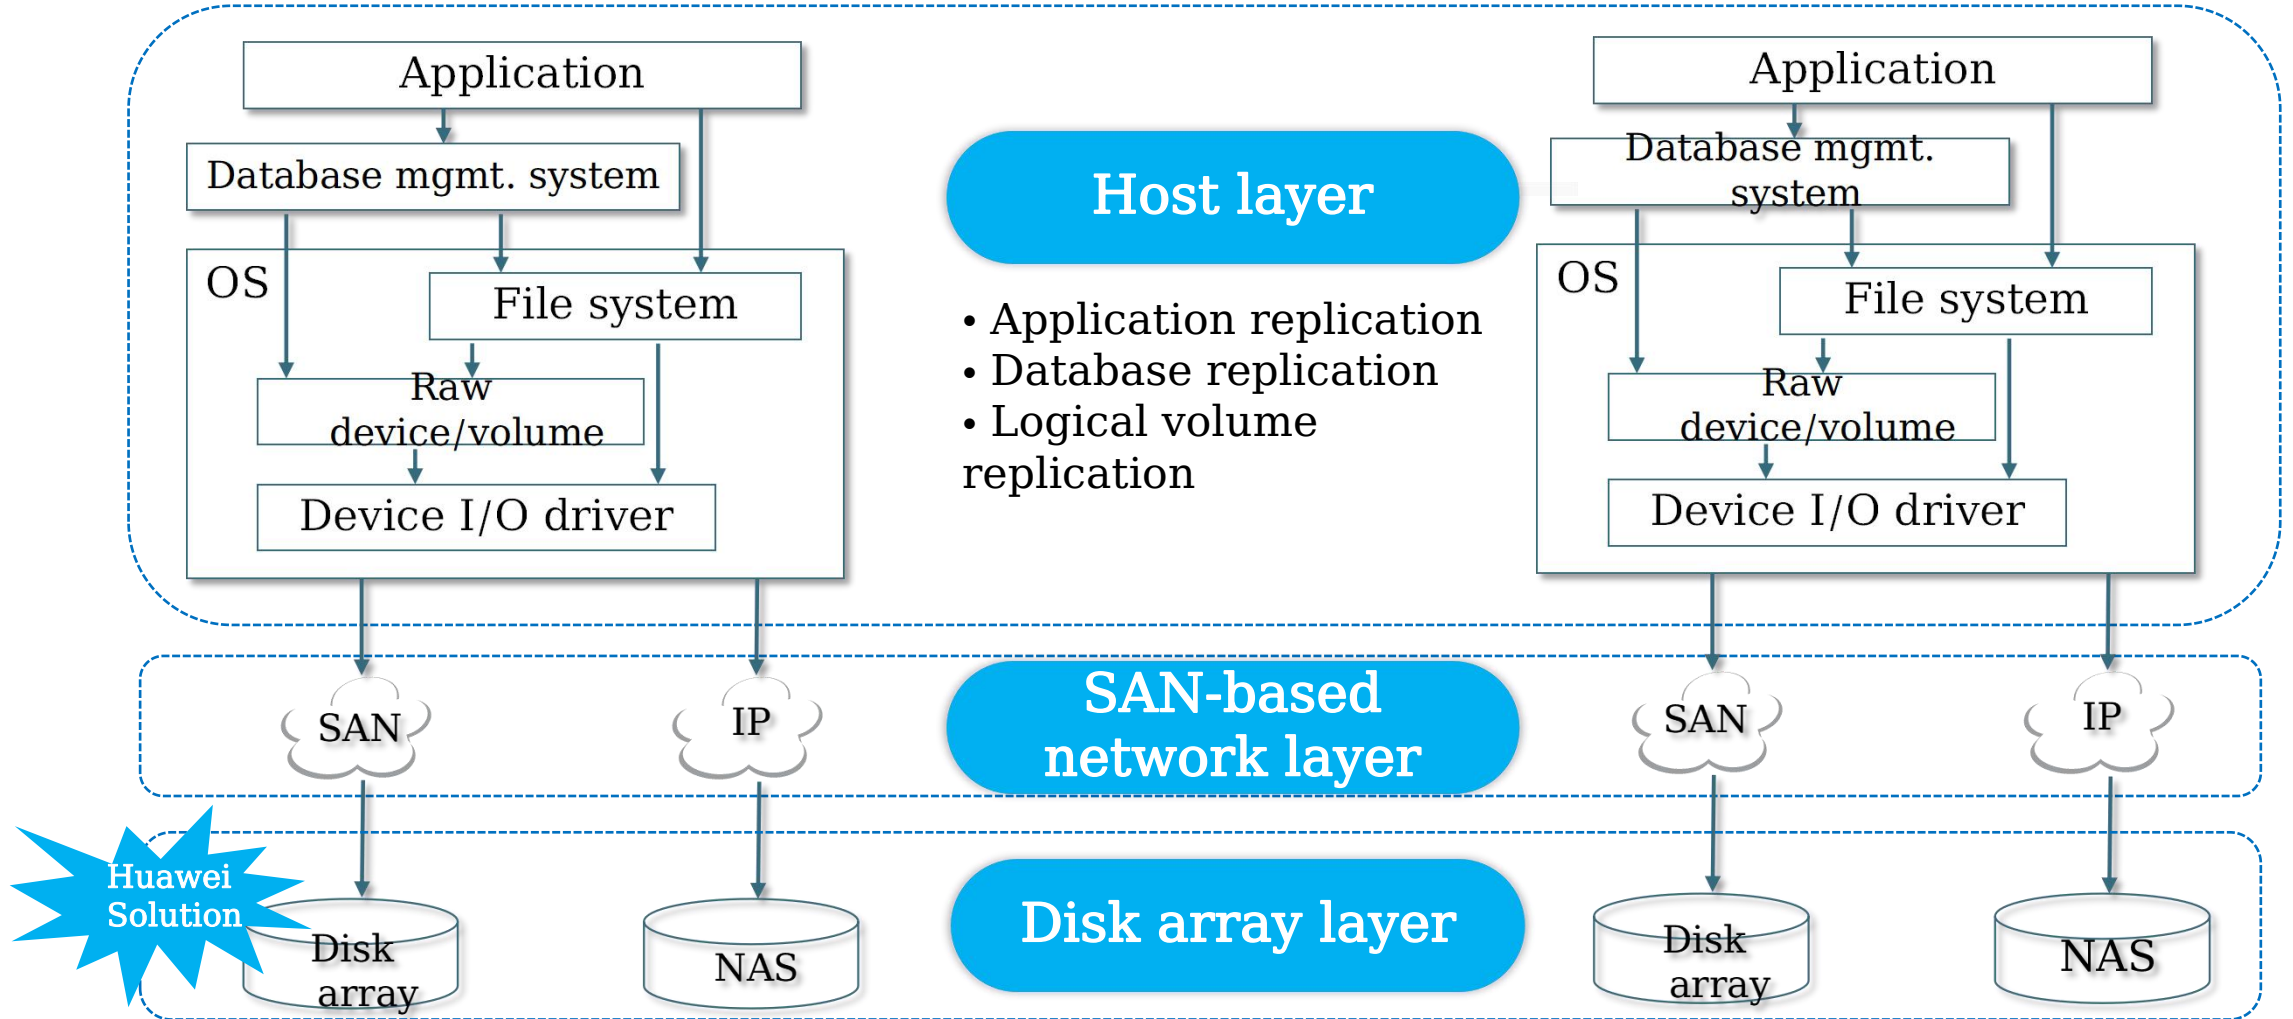 Application
Database mgmt. system
OS
File system
Raw
device/volume
Device I/O driver
SAN
IP
Huawei
Solution
Disk
array
NAS
Host layer
• Application replication
• Database replication
• Logical volume
replication
SAN-based
network layer
Disk array layer
Application
Database mgmt.
system
OS
File system
Raw
device/volume
Device I/O driver
SAN
IP
Disk
array
NAS